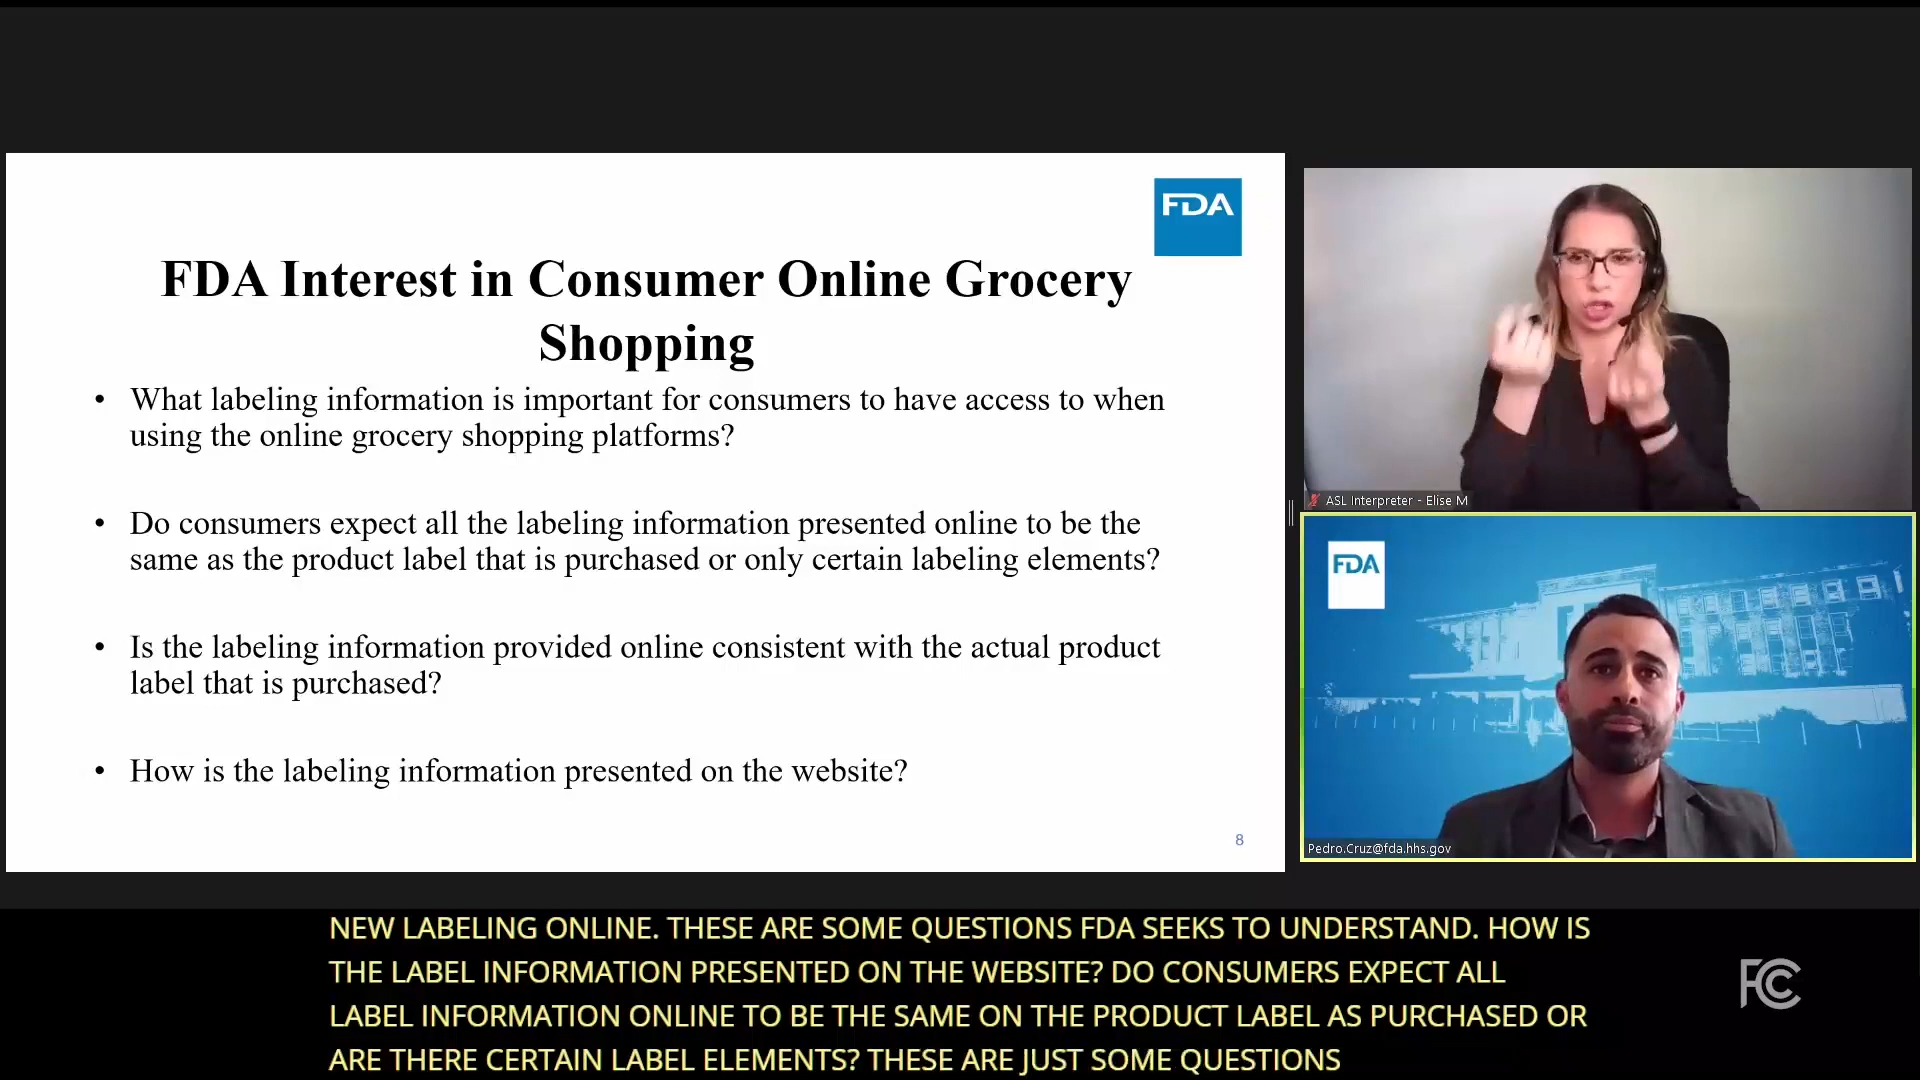 FDA
FDA Interest in Consumer Online Grocery
Shopping
• What labeling information is important for consumers to have access to when
using the online grocery shopping platforms?
• Do consumers expect all the labeling information presented online to be the
same as the product label that is purchased or only certain labeling elements?
• Is the labeling information provided online consistent with the actual product
label that is purchased?
• How is the labeling information presented on the website?
8
ASL Interpreter - Elise M
FDA
Pedro.Cruz@fda.hhs.gov
NEW LABELING ONLINE. THESE ARE SOME QUESTIONS FDA SEEKS TO UNDERSTAND. HOW IS
THE LABEL INFORMATION PRESENTED ON THE WEBSITE? DO CONSUMERS EXPECT ALL
LABEL INFORMATION ONLINE TO BE THE SAME ON THE PRODUCT LABEL AS PURCHASED OR
ARE THERE CERTAIN LABEL ELEMENTS? THESE ARE JUST SOME QUESTIONS
FCC